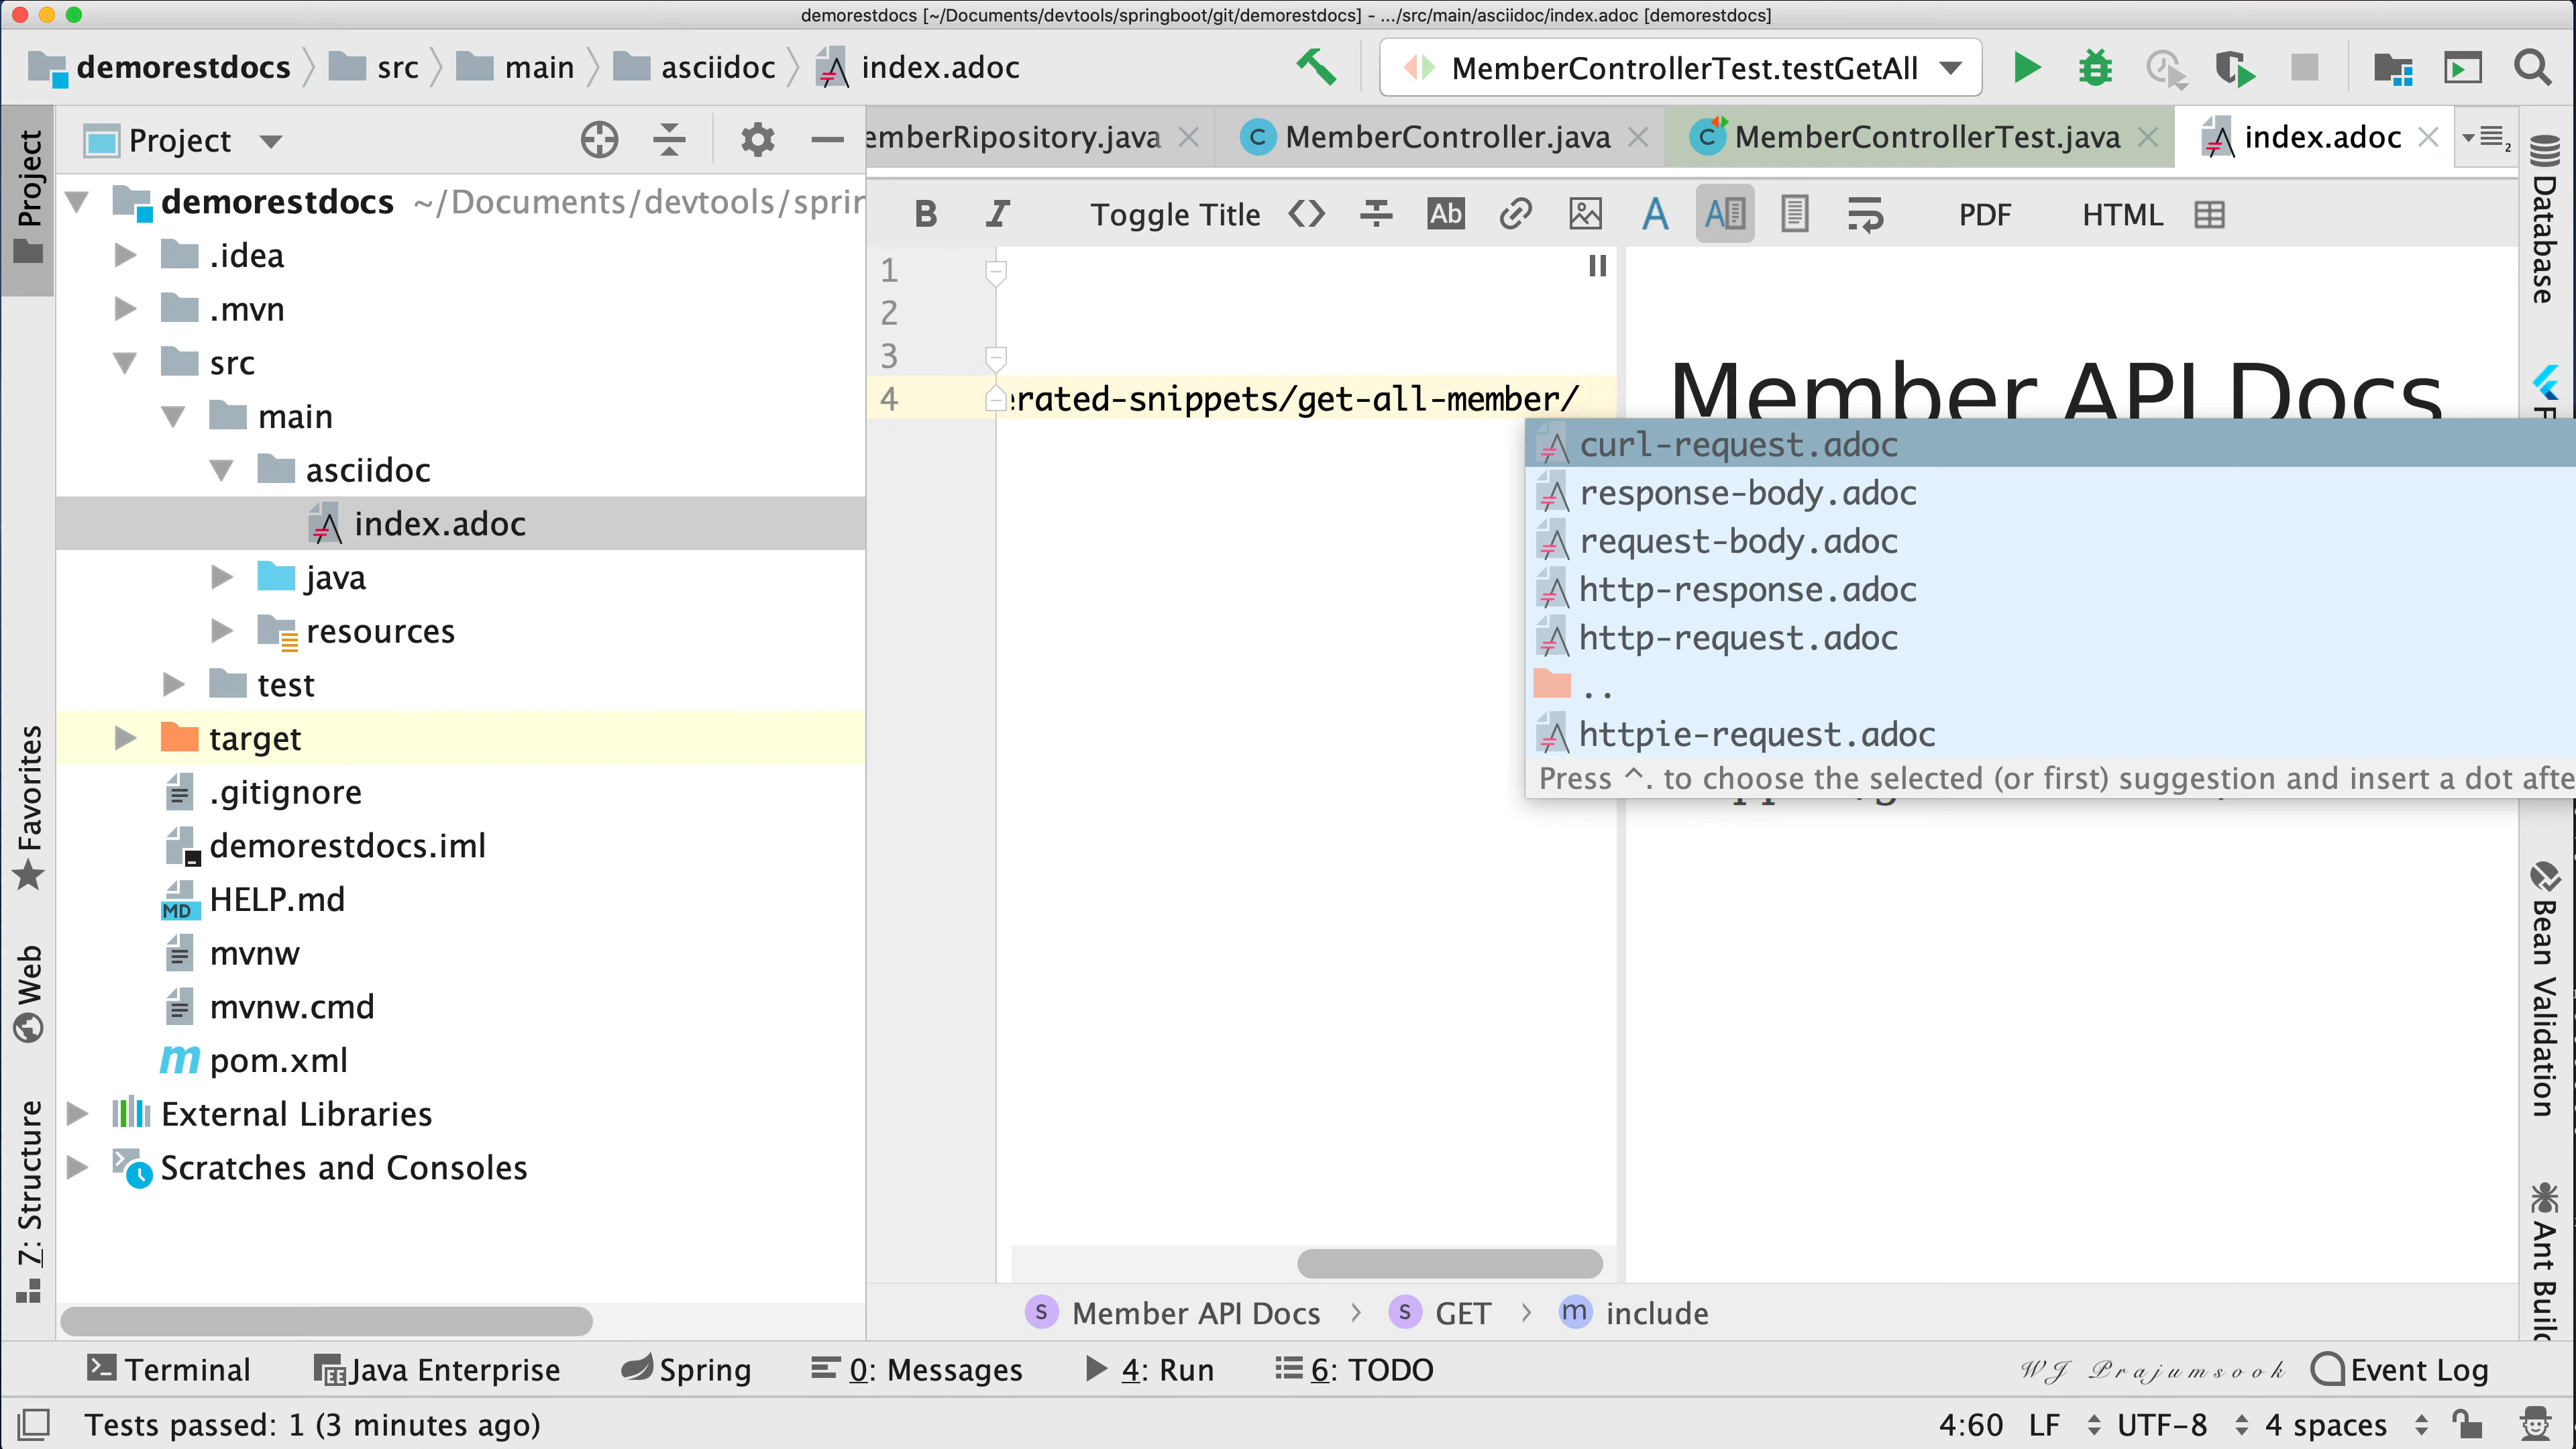 demorestdocs [~/Documents/devtools/springboot/git/demorestdocs] - .../src/main/asciidoc/index.adoc [demorestdocs]
demorestdocs src main asciidoc index.adoc MemberControllerTest.testGetAll
Project emberRipository.java MemberController.java MemberControllerTest.java index.adoc 2
Project
Favorites
Web
Z: Structure
demorestdocs ~/Documents/devtools/sprin
.idea
.mvn
src
main
asciidoc
index.adoc
java
resources
test
target
.gitignore
demorestdocs.iml
HELP.md
mvnw
mvnw.cmd
pom.xml
External Libraries
Scratches and Consoles
B I Toggle Title Ab A A PDF HTML
1
2
3
4 erated-snippets/get-all-member/
Member API Docs
curl-request.adoc
response-body.adoc
request-body.adoc
http-response.adoc
http-request.adoc
..
httpie-request.adoc
Press ^. to choose the selected (or first) suggestion and insert a dot afte
Database
Bean Validation
Ant Build
S Member API Docs > S GET > m include
Terminal Java Enterprise Spring 0: Messages 4: Run 6: TODO WJ Prajumsook Event Log
Tests passed: 1 (3 minutes ago) 4:60 LF UTF-8 4 spaces